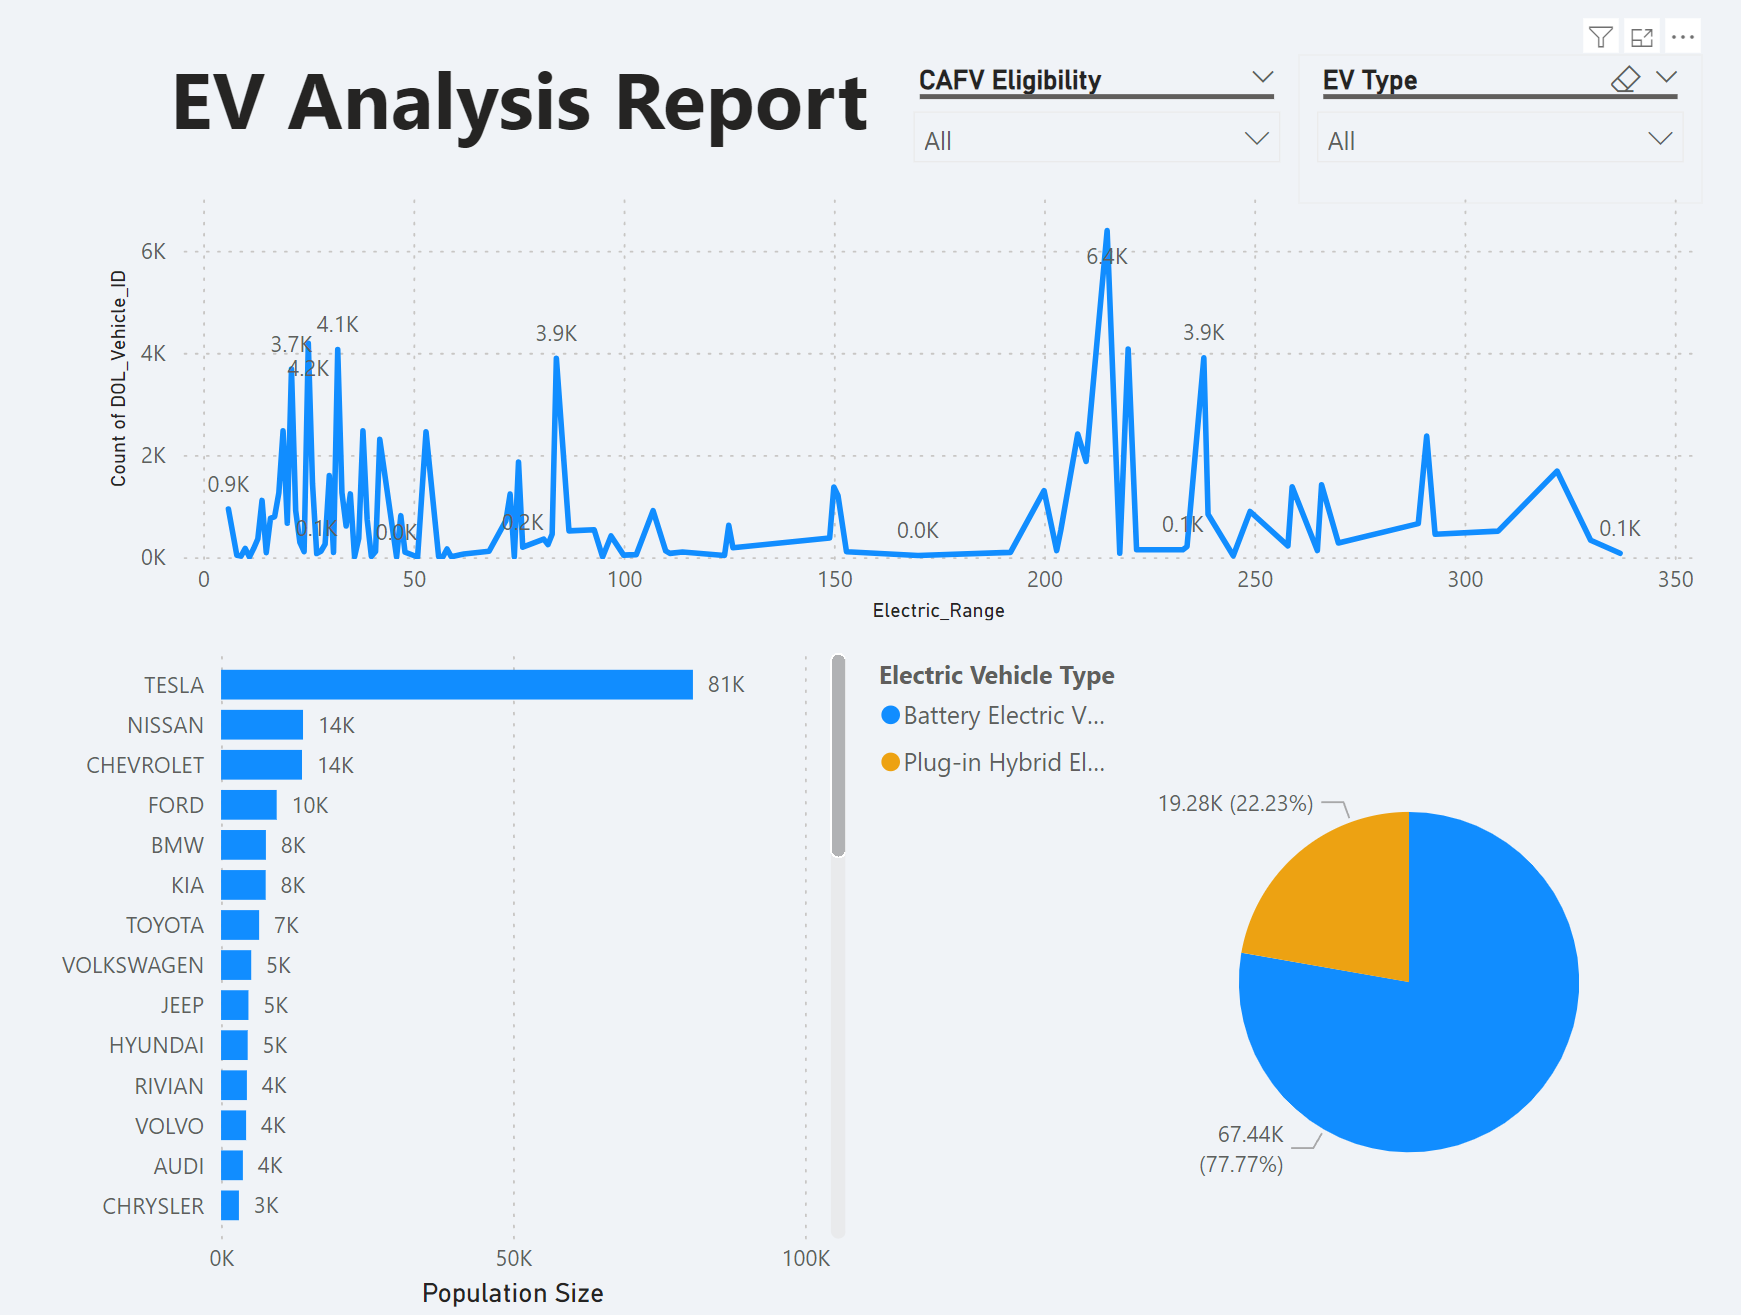 EV Analysis Report
CAFV Eligibility
All
EV Type
All
Count of DOL_Vehicle_ID
6K
4K
2K
0K
0.9K
3.7K
4.2K
4.1K
0.1K
0.0K
0.2K
3.9K
0.0K
6.4K
0.1K
3.9K
0.1K
0 50 100 150 200 250 300 350
Electric_Range
TESLA 81K
NISSAN 14K
CHEVROLET 14K
FORD 10K
BMW 8K
KIA 8K
TOYOTA 7K
VOLKSWAGEN 5K
JEEP 5K
HYUNDAI 5K
RIVIAN 4K
VOLVO 4K
AUDI 4K
CHRYSLER 3K
0K 50K 100K
Population Size
Electric Vehicle Type
Battery Electric V...
Plug-in Hybrid El...
19.28K (22.23%)
67.44K
(77.77%)